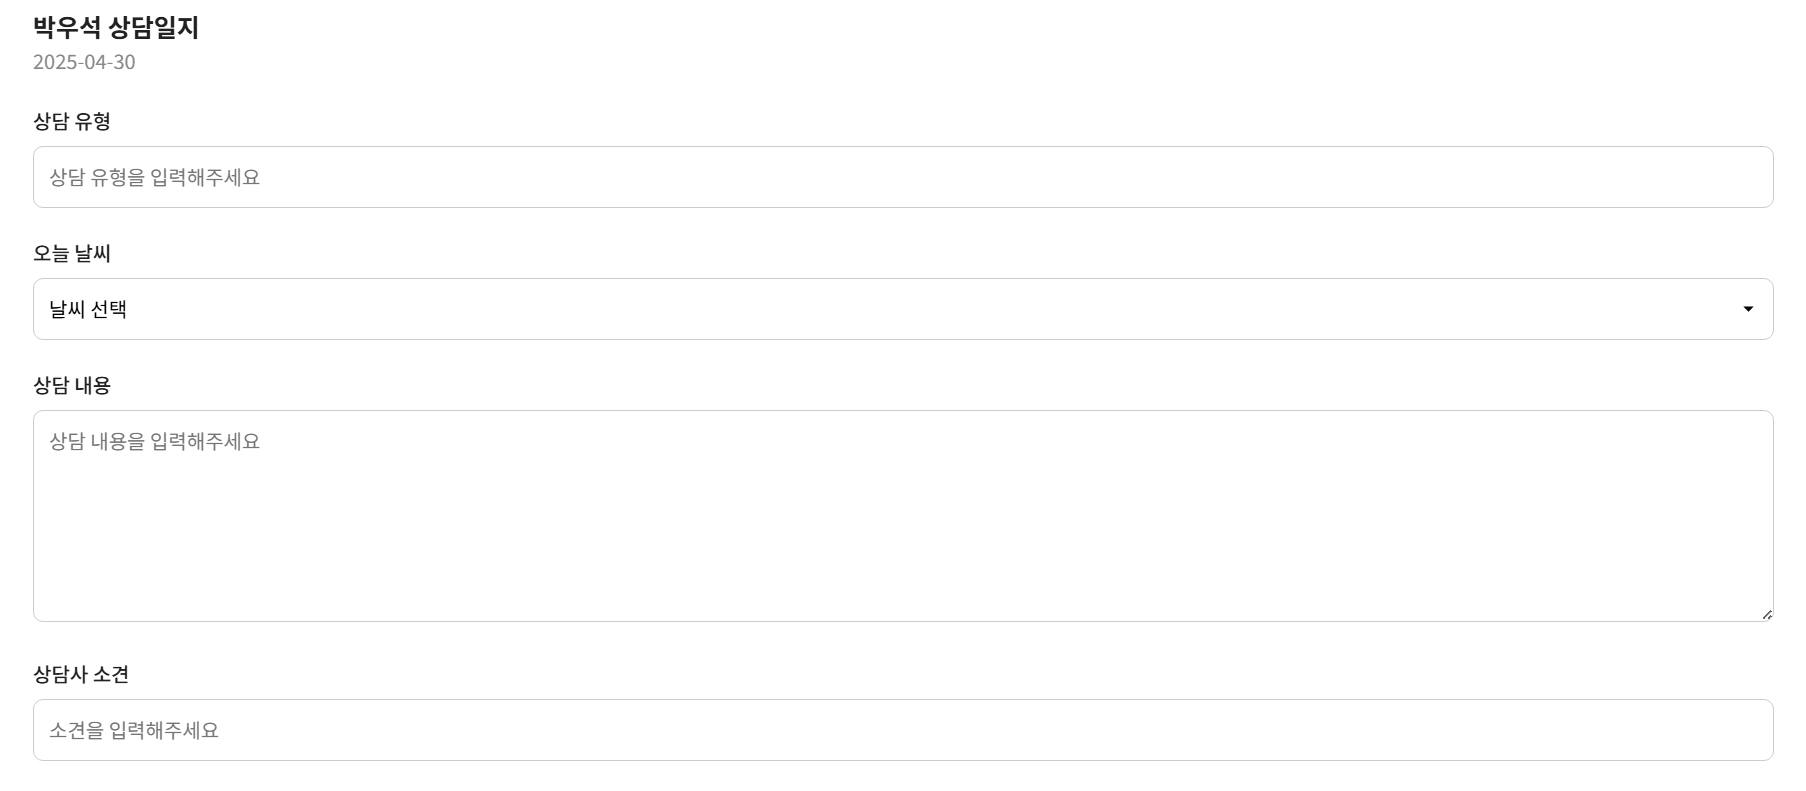 박우석 상담일지
2025-04-30
상담 유형
상담 유형을 입력해주세요
오늘 날씨
날씨 선택
상담 내용
상담 내용을 입력해주세요
상담사 소견
소견을 입력해주세요